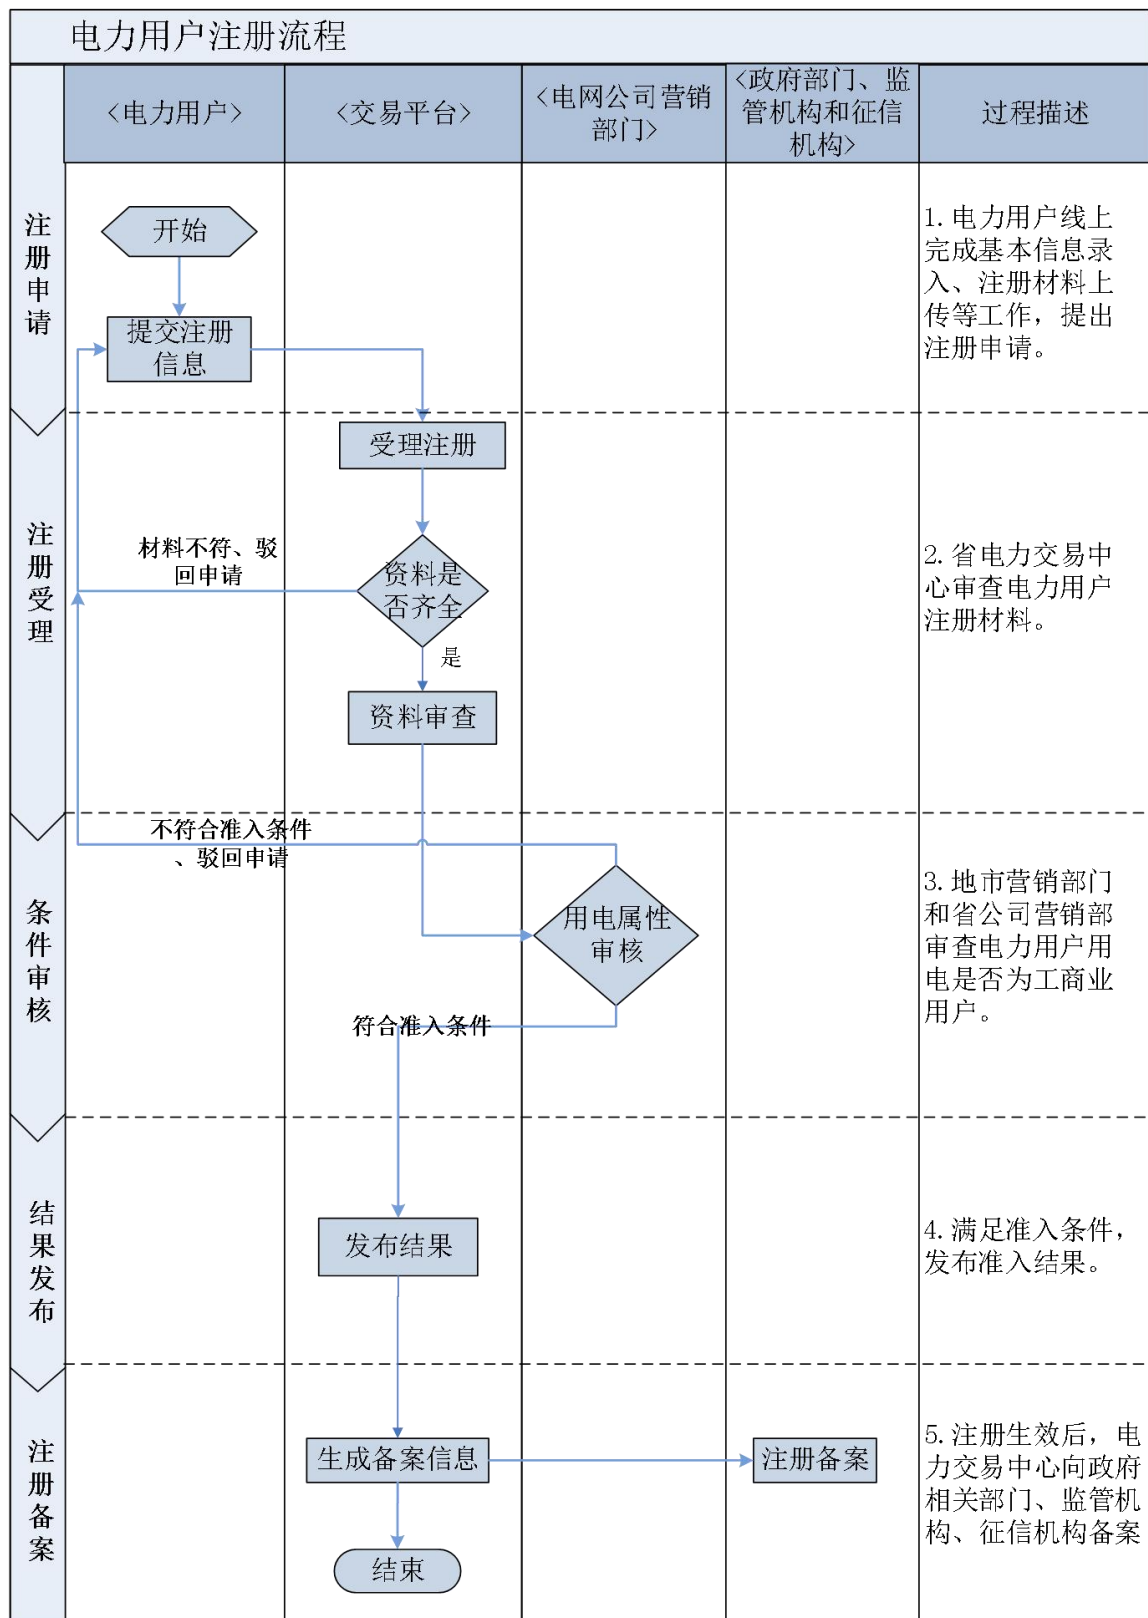 电力用户注册流程
<电力用户>
<交易平台>
<电网公司营销
部门>
<政府部门、监
管机构和征信
机构>
过程描述
注
册
申
请
开始
提交注册
信息
1.电力用户线上
完成基本信息录
入、注册材料上
传等工作，提出
注册申请。
注
册
受
理
受理注册
材料不符、驳
回申请
资料是
否齐全
是
资料审查
2.省电力交易中
心审查电力用户
注册材料。
条
件
审
核
不符合准入条件
、驳回申请
用电属性
审核
符合准入条件
3.地市营销部门
和省公司营销部
审查电力用户用
电是否为工商业
用户。
结
果
发
布
发布结果
4.满足准入条件，
发布准入结果。
注
册
备
案
生成备案信息
注册备案
结束
5.注册生效后，电
力交易中心向政府
相关部门、监管机
构、征信机构备案